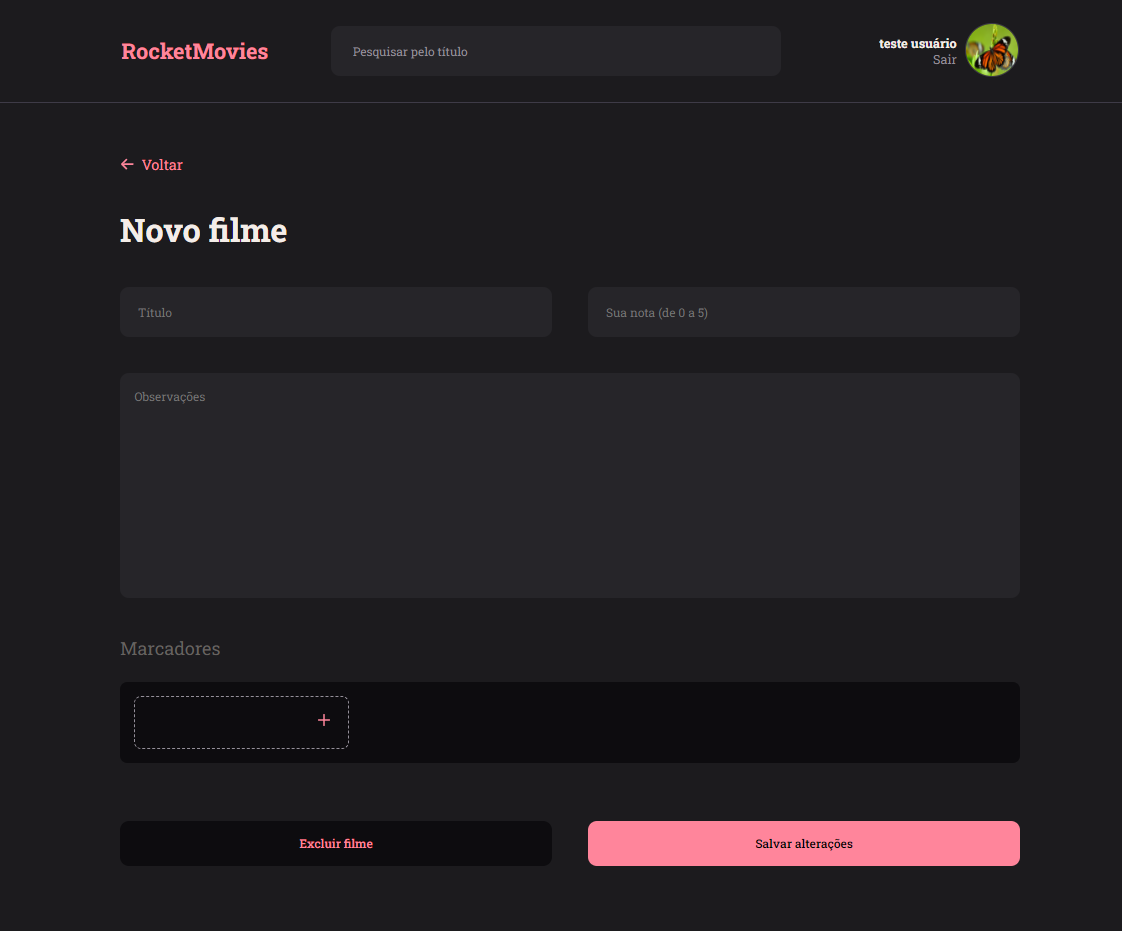 RocketMovies
Pesquisar pelo título
teste usuário
Sair
Voltar
Novo filme
Título
Sua nota (de 0 a 5)
Observações
Marcadores
Excluir filme
Salvar alterações